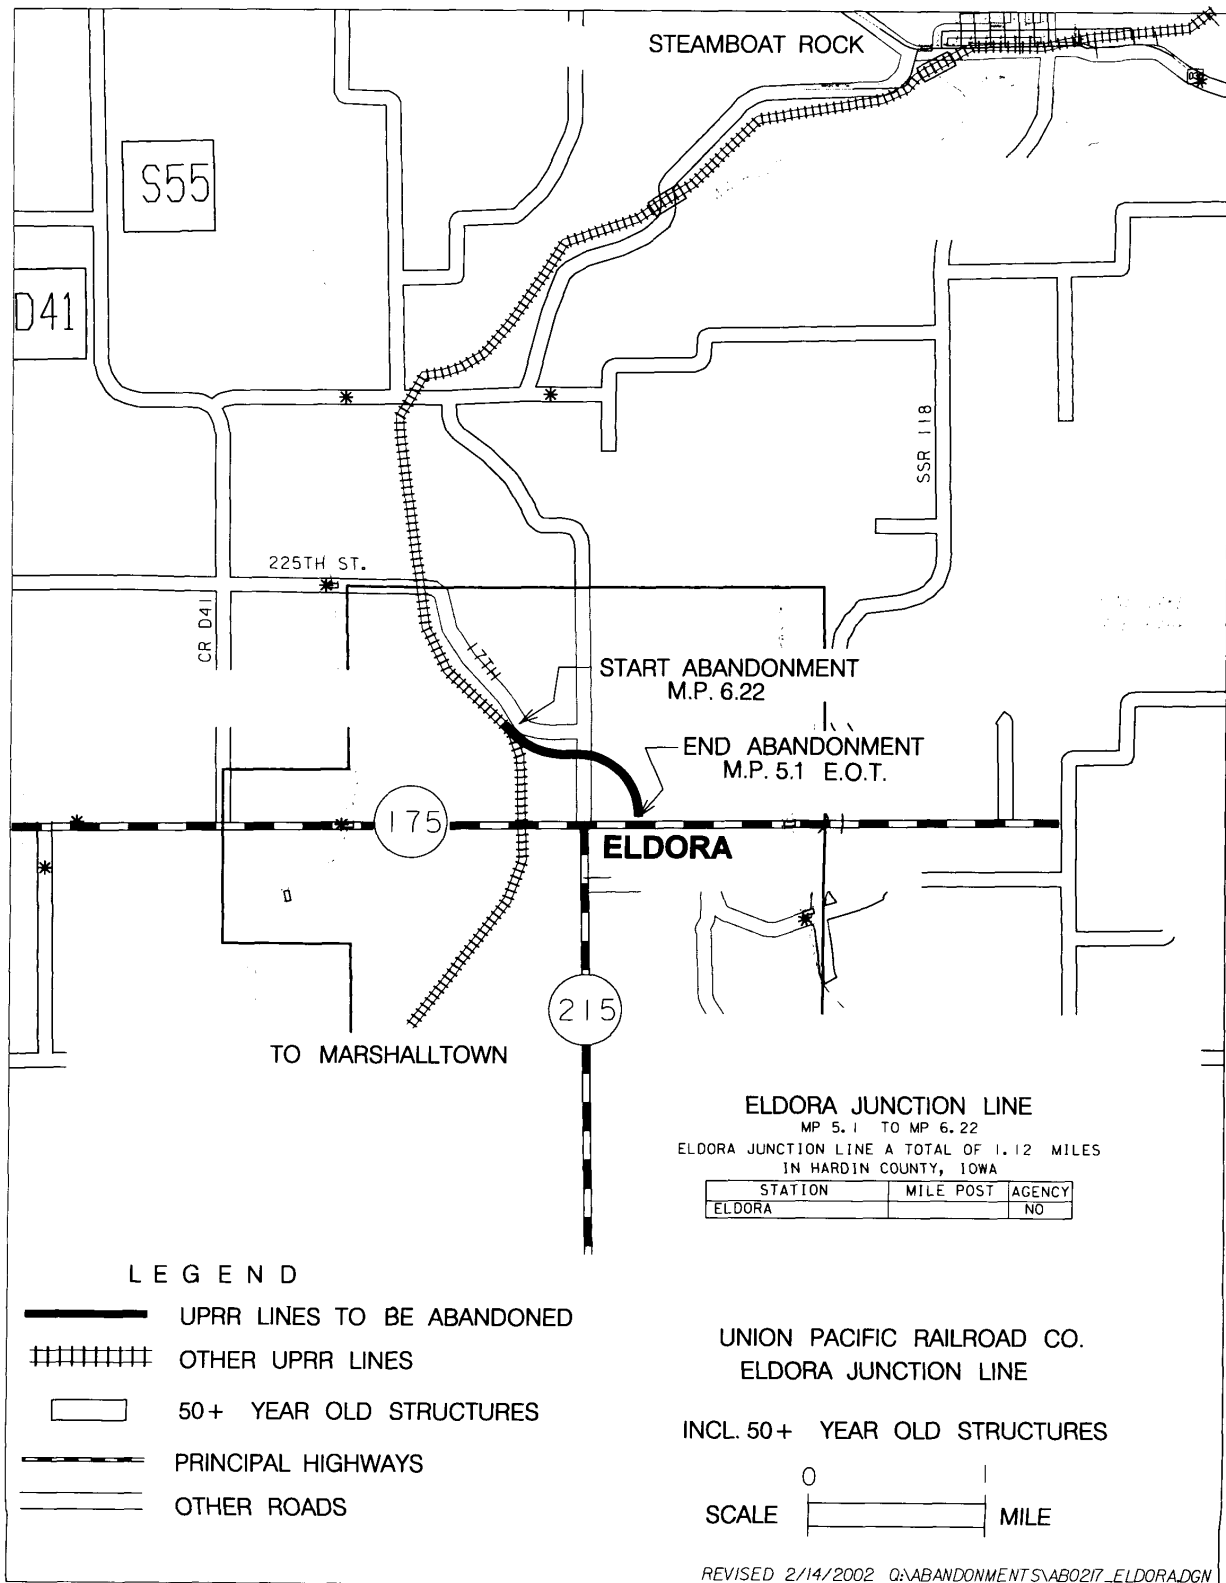 STEAMBOAT ROCK
S55
D41
SSR 118
225TH ST.
CR D41
17TH
START ABANDONMENT
M.P. 6.22
END ABANDONMENT
M.P. 5.1 E.O.T.
175
ELDORA
215
TO MARSHALLTOWN
ELDORA JUNCTION LINE
MP 5.1 TO MP 6.22
ELDORA JUNCTION LINE A TOTAL OF 1.12 MILES
IN HARDIN COUNTY, IOWA
STATION MILE POST AGENCY
ELDORA NO
LEGEND
UPRR LINES TO BE ABANDONED
OTHER UPRR LINES
50+ YEAR OLD STRUCTURES
PRINCIPAL HIGHWAYS
OTHER ROADS
UNION PACIFIC RAILROAD CO.
ELDORA JUNCTION LINE
INCL. 50+ YEAR OLD STRUCTURES
0 1
SCALE MILE
REVISED 2/14/2002 Q:\ABANDONMENTS\AB0217_ELDORA.DGN